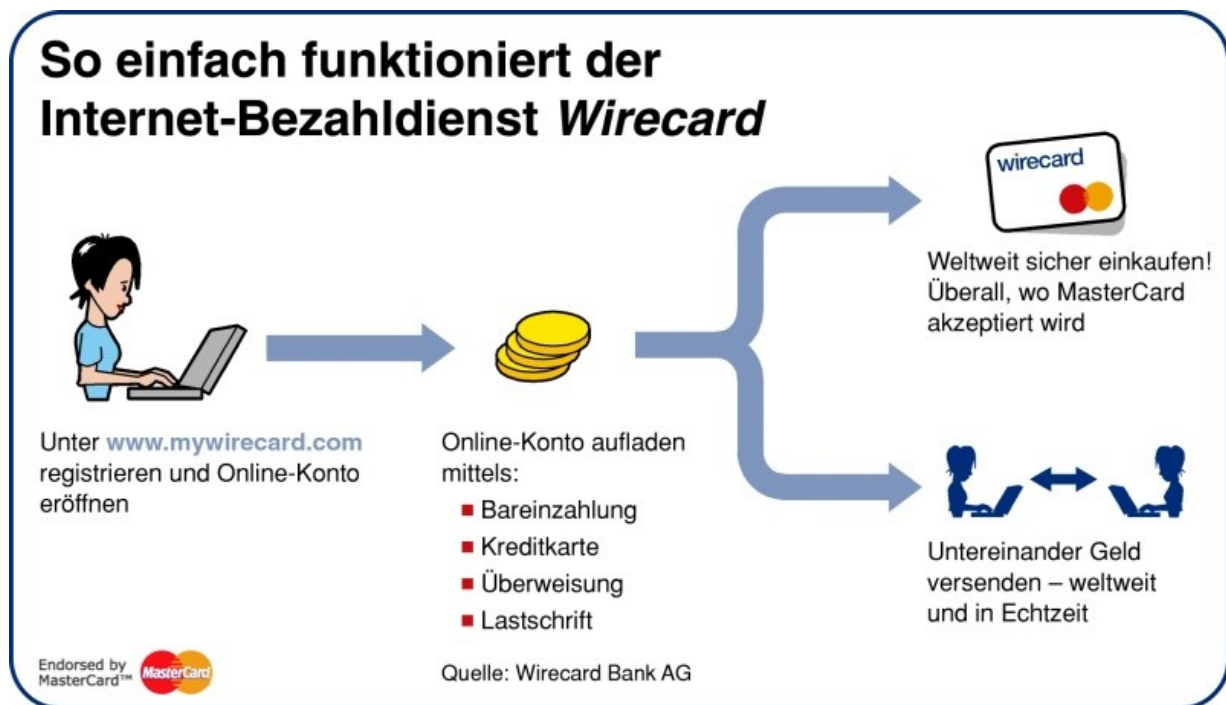 So einfach funktioniert der
Internet-Bezahldienst Wirecard
wirecard
Weltweit sicher einkaufen!
Überall, wo MasterCard
akzeptiert wird
Unter www.mywirecard.com
registrieren und Online-Konto
eröffnen
Online-Konto aufladen
mittels:
Bareinzahlung
Kreditkarte
Überweisung
Lastschrift
Untereinander Geld
versenden – weltweit
und in Echtzeit
Endorsed by
MasterCard™
MasterCard
Quelle: Wirecard Bank AG